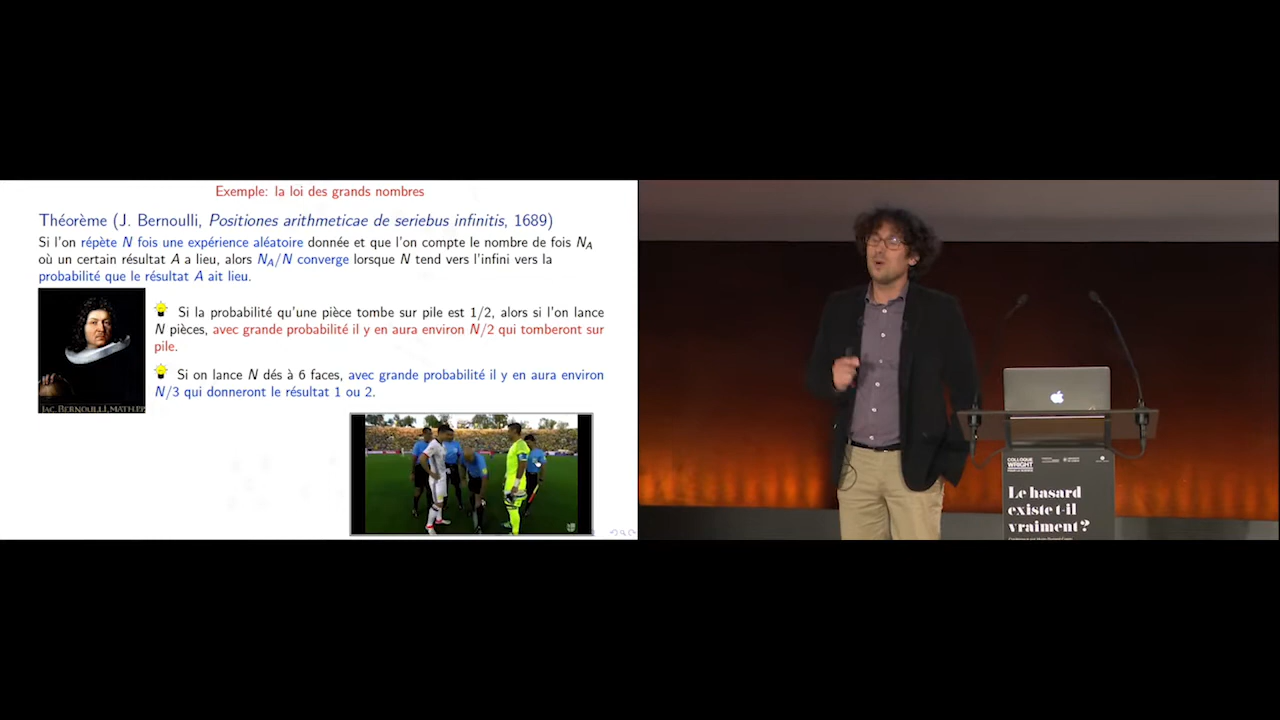 Exemple: la loi des grands nombres
Théorème (J. Bernoulli, Positiones arithmeticae de seriebus infinitis, 1689)
Si l'on répète N fois une expérience aléatoire donnée et que l'on compte le nombre de fois N_A
où un certain résultat A a lieu, alors N_A/N converge lorsque N tend vers l'infini vers la
probabilité que le résultat A ait lieu.
Si la probabilité qu'une pièce tombe sur pile est 1/2, alors si l'on lance
N pièces, avec grande probabilité il y en aura environ N/2 qui tomberont sur
pile.
Si on lance N dés à 6 faces, avec grande probabilité il y en aura environ
N/3 qui donneront le résultat 1 ou 2.
JAC. BERNOULLI, MATH.
COLLOQUE
WRIGHT
Le hasard
existe t-il
vraiment ?